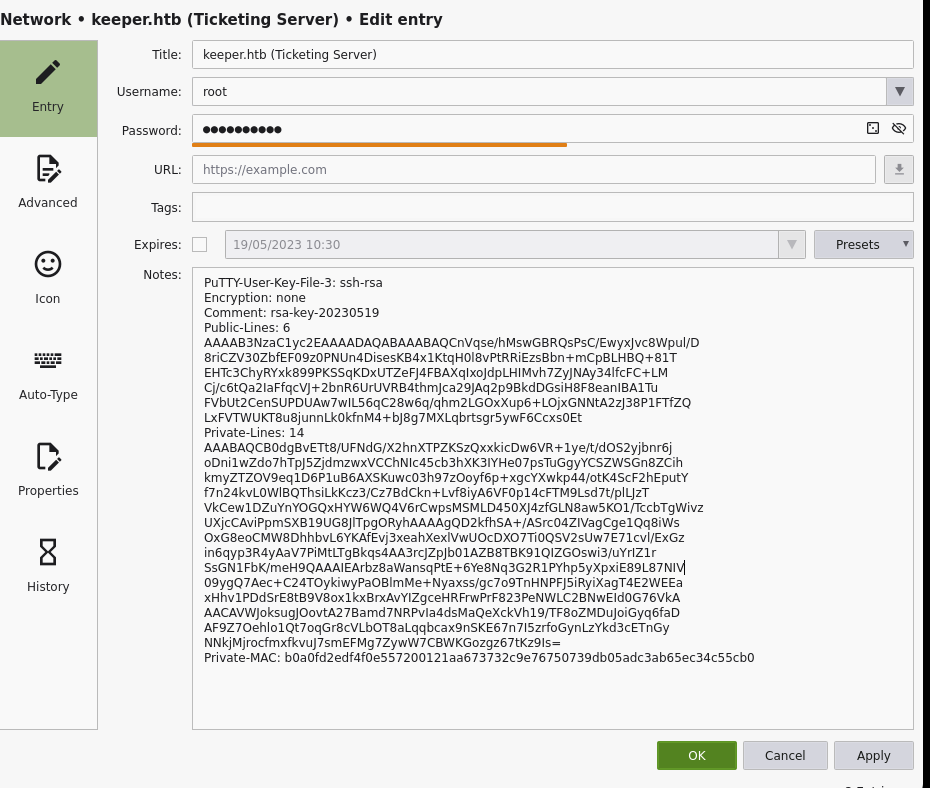 Network • keeper.htb (Ticketing Server) • Edit entry
Entry
Advanced
Icon
Auto-Type
Properties
History
Title:
keeper.htb (Ticketing Server)
Username:
root
Password:
●●●●●●●●●●
URL:
https://example.com
Tags:
Expires:
19/05/2023 10:30
Presets
Notes:
PuTTY-User-Key-File-3: ssh-rsa
Encryption: none
Comment: rsa-key-20230519
Public-Lines: 6
AAAAB3NzaC1yc2EAAAADAQABAAABAQCnVqse/hMswGBRQsPsC/EwyxJvc8Wpul/D
8riCZV30ZbfEF09z0PNUn4DisesKB4x1KtqH0l8vPtRRiEzsBbn+mCpBLHBQ+81T
EHTc3ChyRYxk899PKSSqKDxUTZeFJ4FBAXqIxoJdpLHIMvh7ZyJNAy34lfcFC+LM
Cj/c6tQa2IaFfqcVJ+2bnR6UrUVRB4thmJca29JAq2p9BkdDGsiH8F8eanIBA1Tu
FVbUt2CenSUPDUAw7wIL56qC28w6q/qhm2LGOxXup6+LOjxGNNtA2zJ38P1FTfZQ
LxFVTWUKT8u8junnLk0kfnM4+bJ8g7MXLqbrtsgr5ywF6Ccxs0Et
Private-Lines: 14
AAABAQCB0dgBvETt8/UFNdG/X2hnXTPZKSzQxxkicDw6VR+1ye/t/dOS2yjbnr6j
oDni1wZdo7hTpJ5ZjdmzwxVCChNIc45cb3hXK3IYHe07psTuGgyYCSZWSGn8ZCih
kmyZTZOV9eq1D6P1uB6AXSKuwc03h97zOoyf6p+xgcYXwkp44/otK4ScF2hEputY
f7n24kvL0WlBQThsiLkKcz3/Cz7BdCkn+Lvf8iyA6VF0p14cFTM9Lsd7t/plLJzT
VkCew1DZuYnYOGQxHYW6WQ4V6rCwpsMSMLD450XJ4zfGLN8aw5KO1/TccbTgWivz
UXjcCAviPpmSXB19UG8JlTpgORyhAAAAgQD2kfhSA+/ASrc04ZIVagCge1Qq8iWs
OxG8eoCMW8DhhbvL6YKAfEvj3xeahXexlVwUOcDXO7Ti0QSV2sUw7E71cvl/ExGz
in6qyp3R4yAaV7PiMtLTgBkqs4AA3rcJZpJb01AZB8TBK91QIZGOswi3/uYrIZ1r
SsGN1FbK/meH9QAAAIEArbz8aWansqPtE+6Ye8Nq3G2R1PYhp5yXpxiE89L87NIV
09ygQ7Aec+C24TOykiwyPaOBlmMe+Nyaxss/gc7o9TnHNPFJ5iRyiXagT4E2WEEa
xHhv1PDdSrE8tB9V8ox1kxBrxAvYIZgceHRFrwPrF823PeNWLC2BNwEId0G76VkA
AACAVWJoksugJOovtA27Bamd7NRPvIa4dsMaQeXckVh19/TF8oZMDuJoiGyq6faD
AF9Z7Oehlo1Qt7oqGr8cVLbOT8aLqqbcax9nSKE67n7I5zrfoGynLzYkd3cETnGy
NNkjMjrocfmxfkvuJ7smEFMg7ZywW7CBWKGozgz67tKz9Is=
Private-MAC: b0a0fd2edf4f0e557200121aa673732c9e76750739db05adc3ab65ec34c55cb0
OK
Cancel
Apply